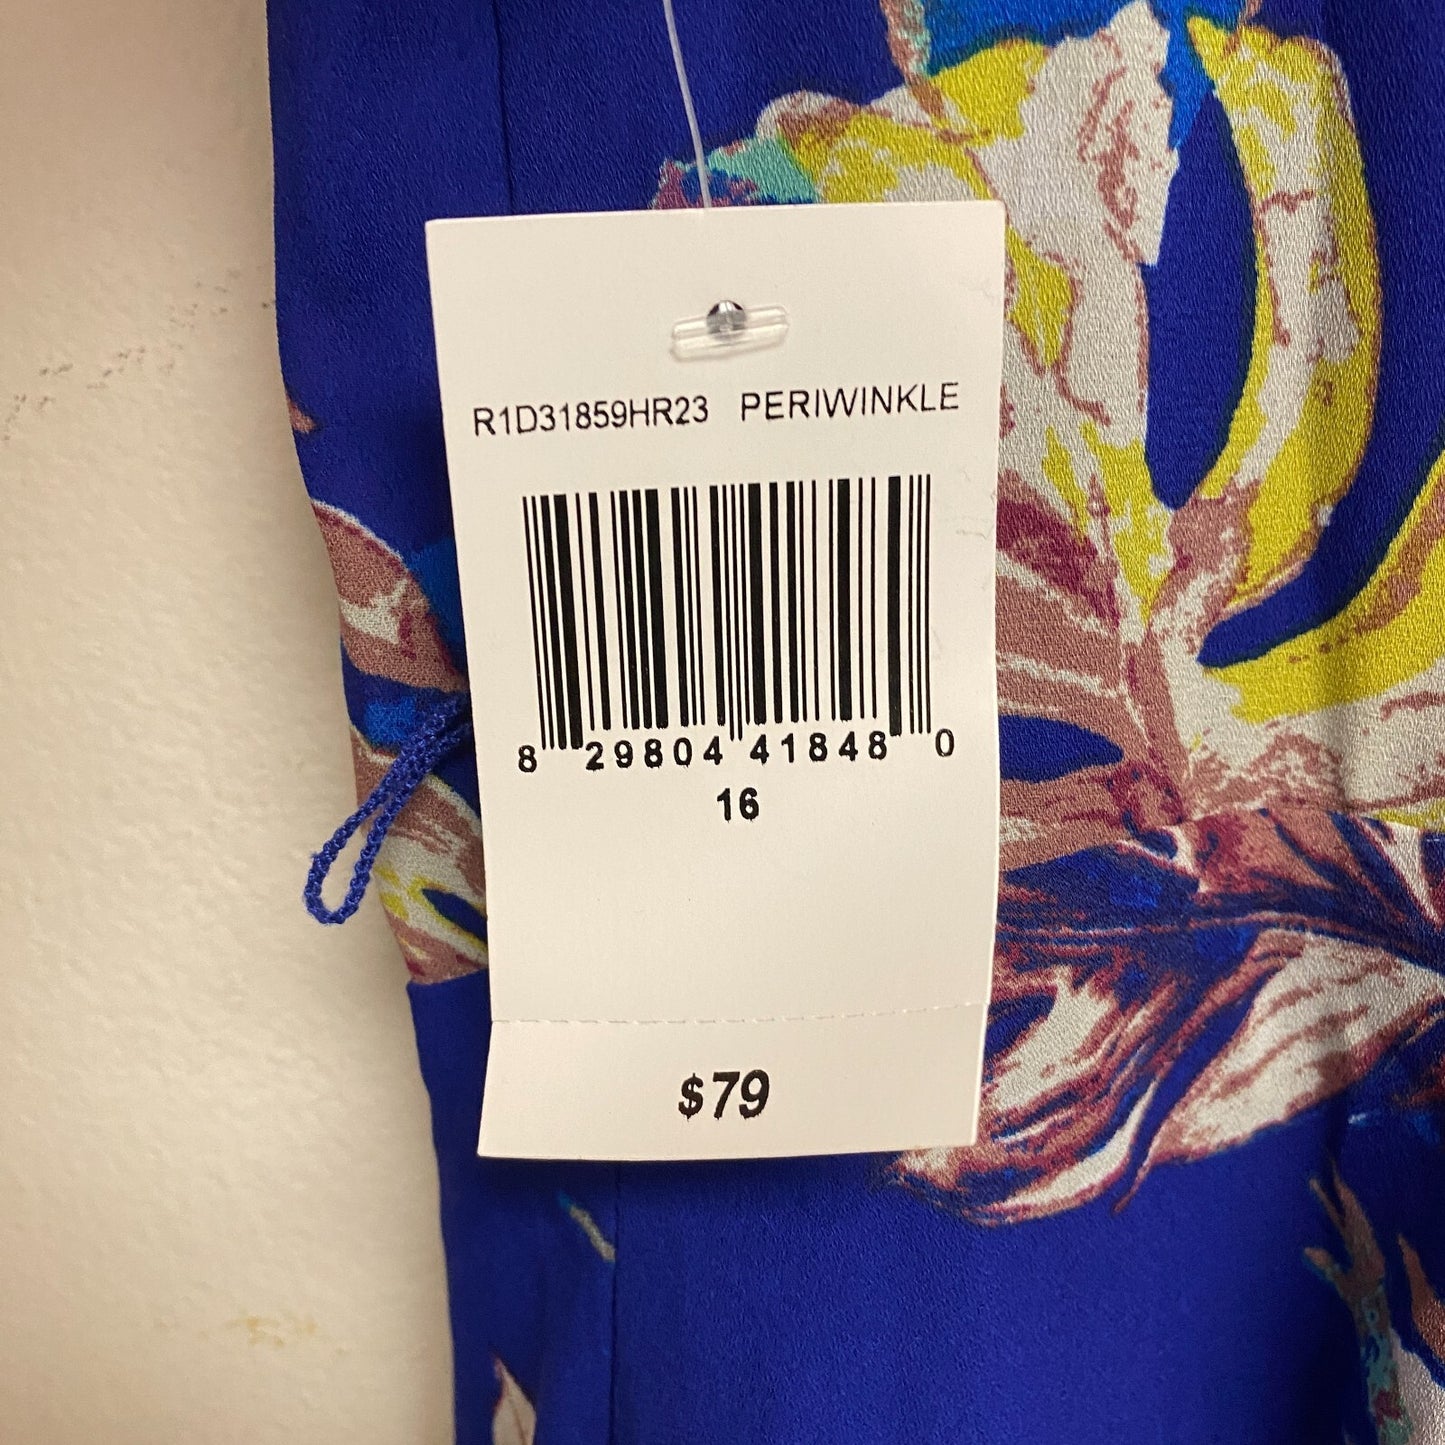 R1D31859HR23 PERIWINKLE
8 29804 41848 0
16
$79